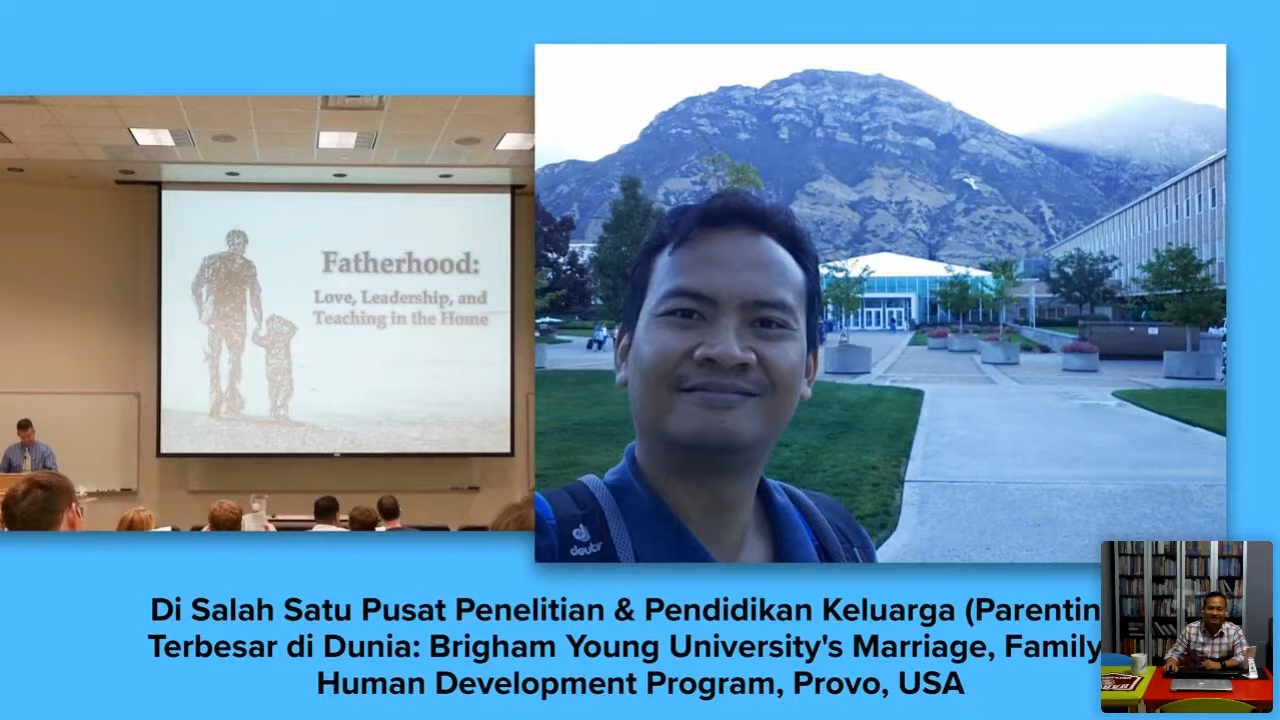 Fatherhood:
Love, Leadership, and
Teaching in the Home
deuter
Di Salah Satu Pusat Penelitian & Pendidikan Keluarga (Parentin
Terbesar di Dunia: Brigham Young University's Marriage, Family
Human Development Program, Provo, USA